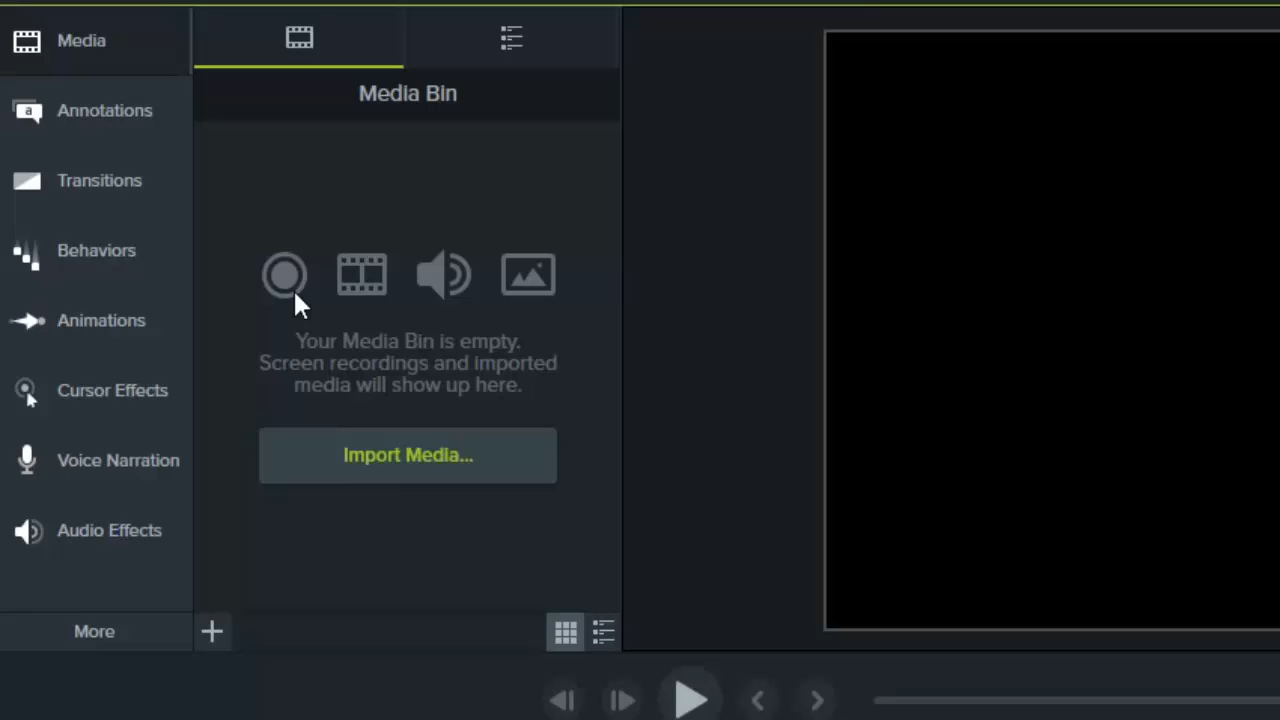 Media
Annotations
Transitions
Behaviors
Animations
Cursor Effects
Voice Narration
Audio Effects
More
Media Bin
Your Media Bin is empty.
Screen recordings and imported
media will show up here.
Import Media...